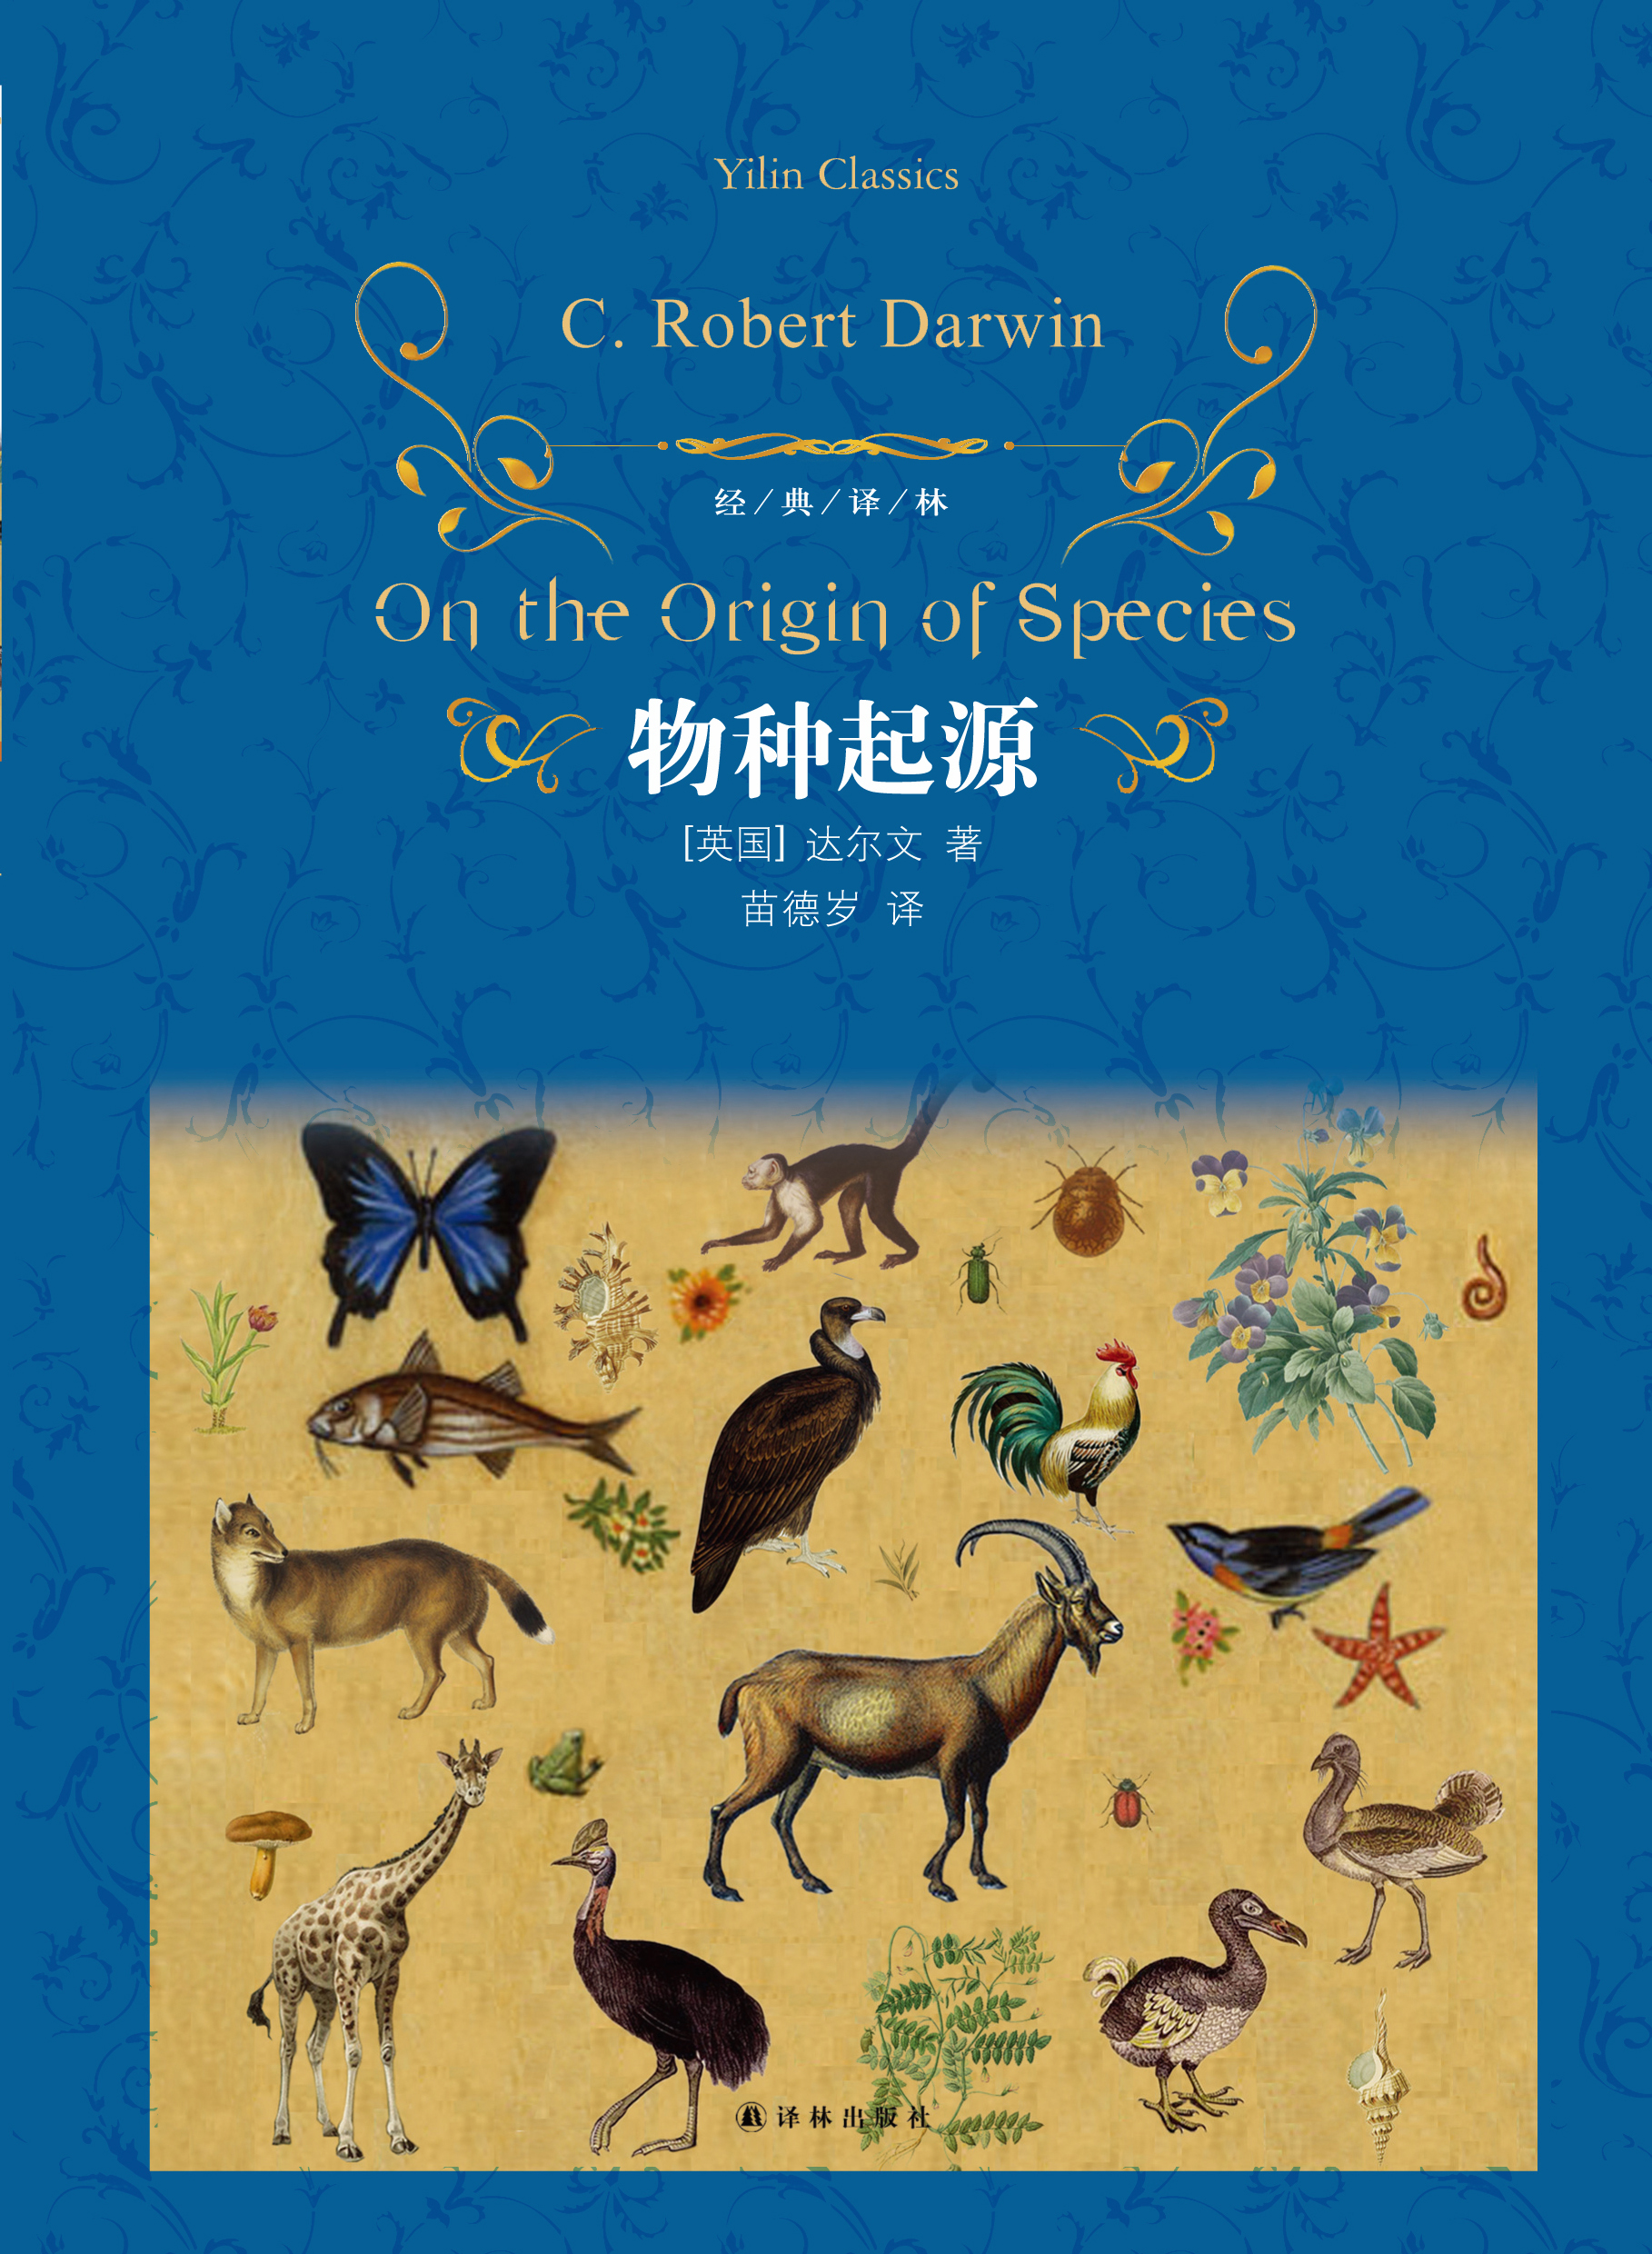 Yilin Classics
C. Robert Darwin
经/典/译/林
On the Origin of Species
物种起源
[英国] 达尔文 著
苗德岁 译
译林出版社